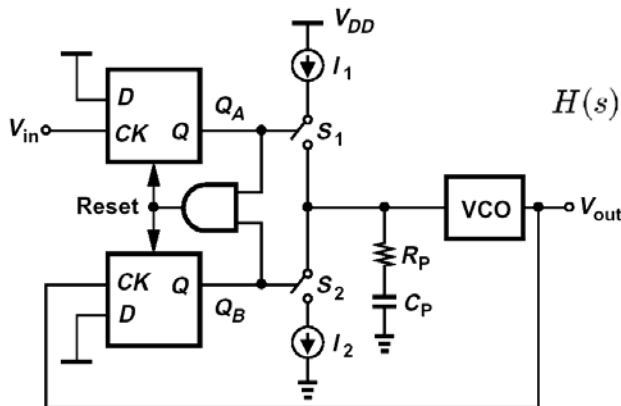 V_DD
I_1
D
Q_A
H(s)
V_in
CK
Q
S_1
Reset
VCO
V_out
R_P
CK
Q
S_2
C_P
D
Q_B
I_2